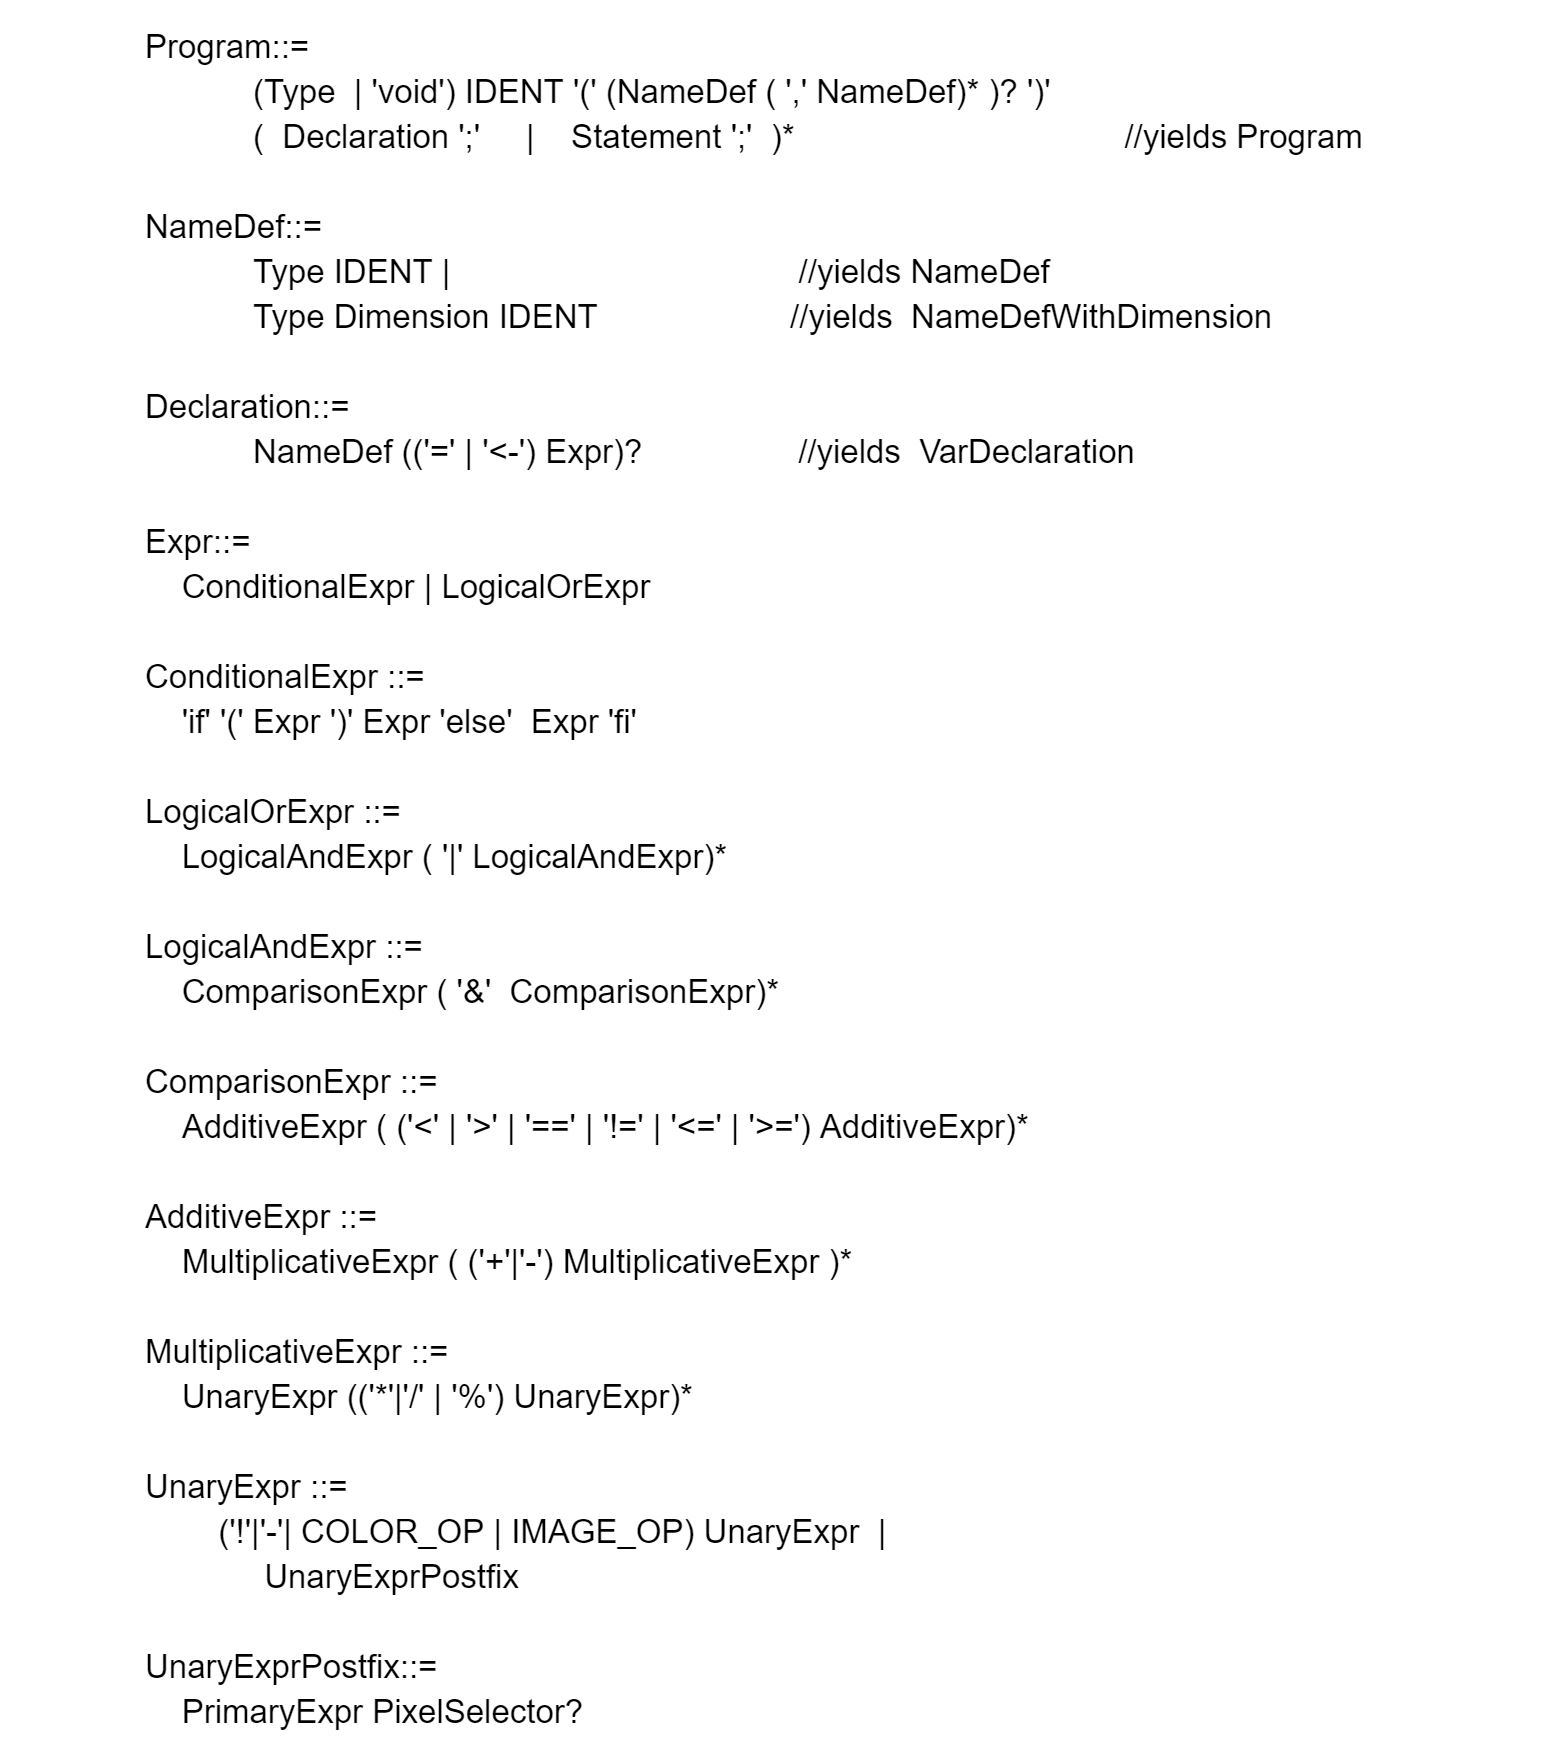 Program::=
(Type | 'void') IDENT '(' (NameDef ( ',' NameDef)* )? ')'
( Declaration ';' | Statement ';' )* //yields Program
NameDef::=
Type IDENT | //yields NameDef
Type Dimension IDENT //yields NameDefWithDimension
Declaration::=
NameDef (('=' | '<-') Expr)? //yields VarDeclaration
Expr::=
ConditionalExpr | LogicalOrExpr
ConditionalExpr ::=
'if' '(' Expr ')' Expr 'else' Expr 'fi'
LogicalOrExpr ::=
LogicalAndExpr ( '|' LogicalAndExpr)*
LogicalAndExpr ::=
ComparisonExpr ( '&' ComparisonExpr)*
ComparisonExpr ::=
AdditiveExpr ( ('<' | '>' | '==' | '!=' | '<=' | '>=') AdditiveExpr)*
AdditiveExpr ::=
MultiplicativeExpr ( ('+'|'-') MultiplicativeExpr )*
MultiplicativeExpr ::=
UnaryExpr (('*'|'/' | '%') UnaryExpr)*
UnaryExpr ::=
('!'|'-'| COLOR_OP | IMAGE_OP) UnaryExpr |
UnaryExprPostfix
UnaryExprPostfix::=
PrimaryExpr PixelSelector?